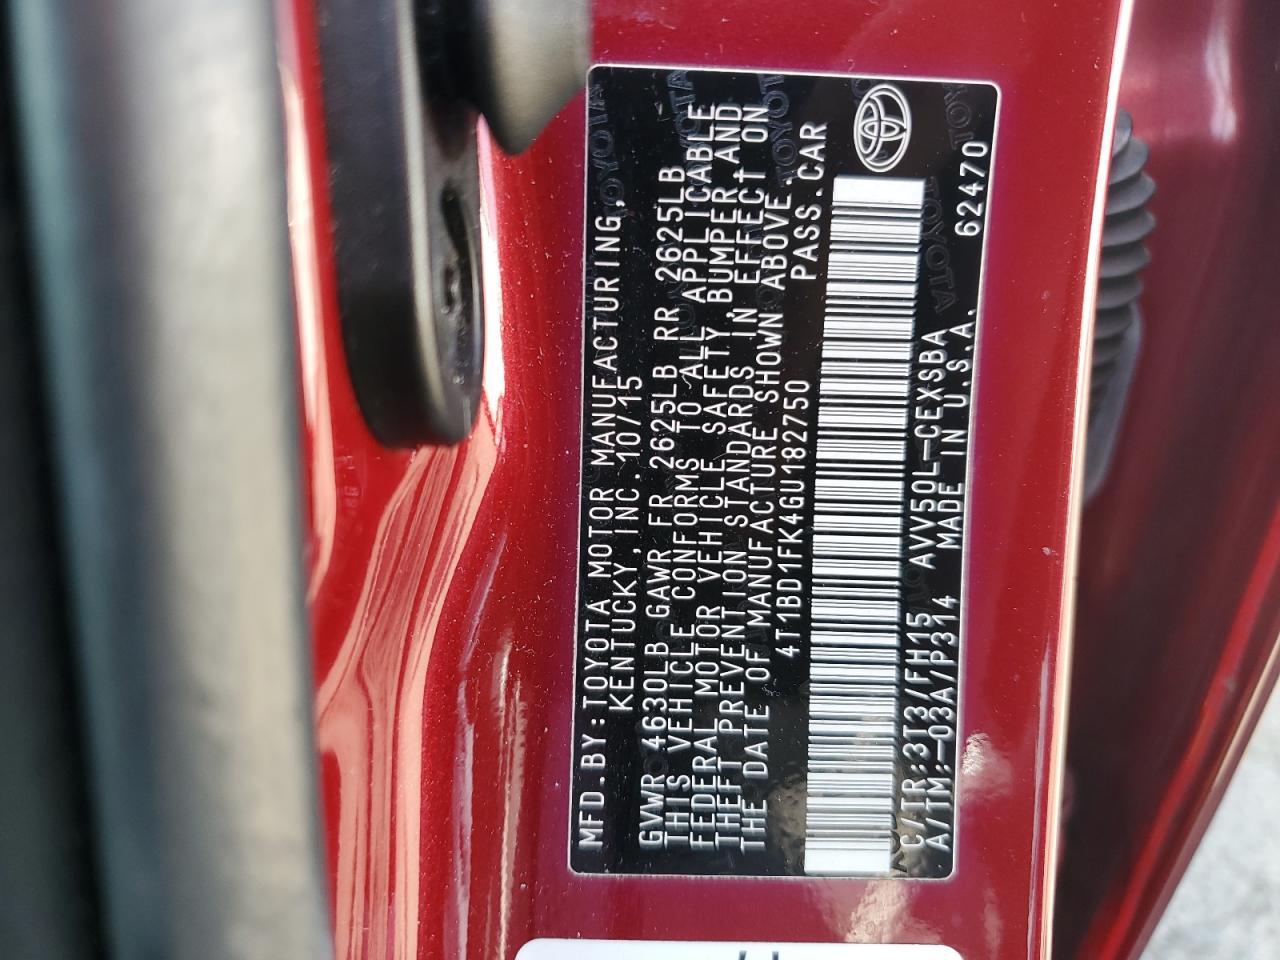 MFD.BY:TOYOTA MOTOR MANUFACTURING,
KENTUCKY,INC. 10/15
GVWR 4630LB GAWR FR 2625LB RR 2625LB
THIS VEHICLE CONFORMS TO ALL APPLICABLE
FEDERAL MOTOR VEHICLE SAFETY,BUMPER,AND
THEFT PREVENTION STANDARDS IN EFFECT ON
THE DATE OF MANUFACTURE SHOWN ABOVE.
4T1BD1FK4GU182750 PASS.CAR
C/TR:3T3/FH15 AVV50L-CEXSBA
A/TM:-03A/P314 MADE IN U.S.A. 62470